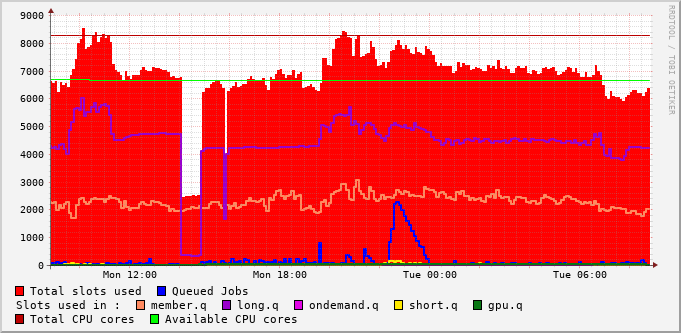 9000
8000
7000
6000
5000
4000
3000
2000
1000
0
Mon 12:00 Mon 18:00 Tue 00:00 Tue 06:00
Total slots used Queued Jobs
Slots used in : member.q long.q ondemand.q short.q gpu.q
Total CPU cores Available CPU cores
RRDTOOL / TOBI OETIKER